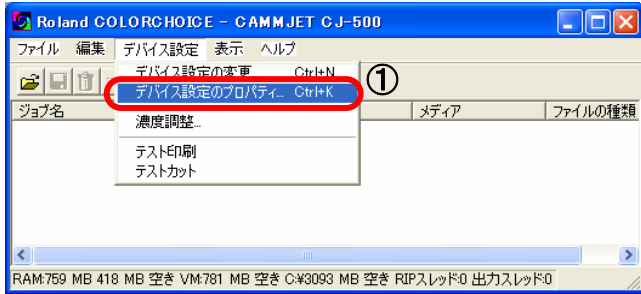 Roland COLORCHOICE - CAMMJET CJ-500
ファイル 編集 デバイス設定 表示 ヘルプ
デバイス設定の変更 Ctrl+N
デバイス設定のプロパティ... Ctrl+K
①
ジョブ名 メディア ファイルの種類
濃度調整...
テスト印刷
テストカット
RAM:759 MB 418 MB 空き VM:781 MB 空き C:¥3093 MB 空き RIPスレッド:0 出力スレッド:0